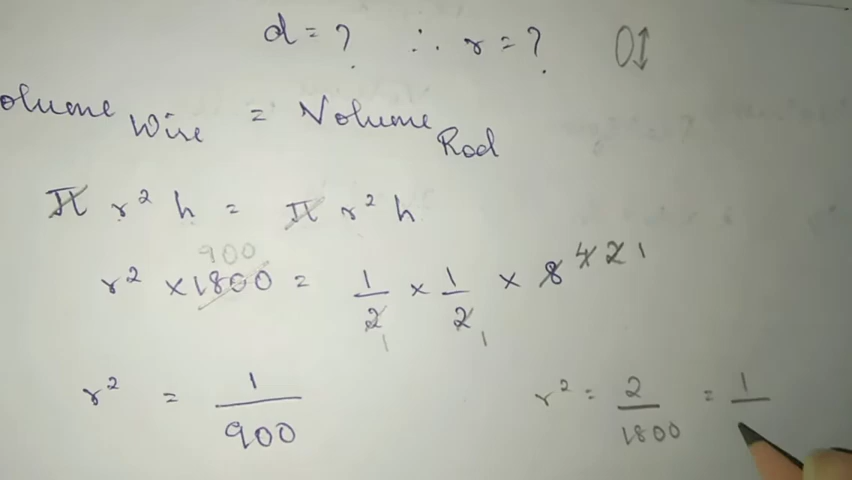 d = ? ∴ r = ?
olume Wire = Volume Rod
π r² h = π r² h
900
r² × 1800 = 1/2 × 1/2 × 8 4 2 1
1 1
r² = 1/900 r² = 2/1800 = 1/